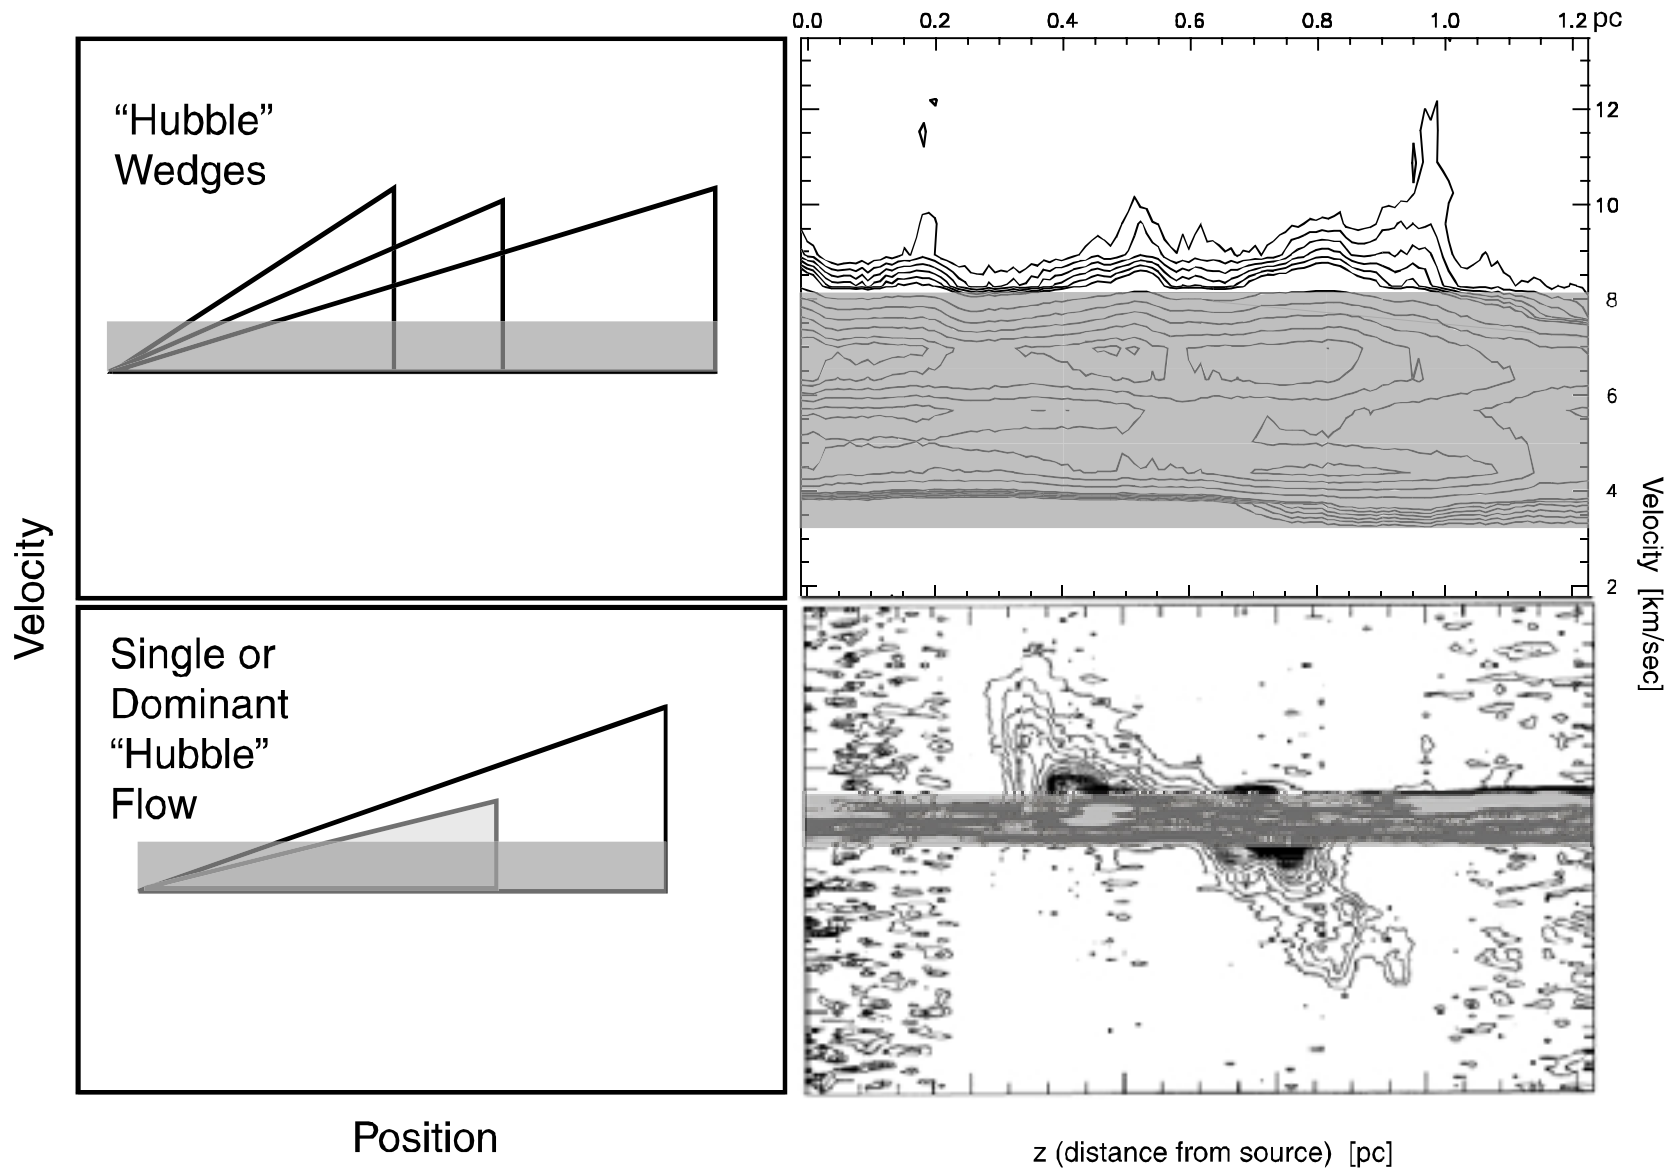 0.0 0.2 0.4 0.6 0.8 1.0 1.2 pc
“Hubble”
Wedges
12
10
8
6
4
2
Velocity
Velocity [km/sec]
Single or
Dominant
“Hubble”
Flow
Position
z (distance from source) [pc]